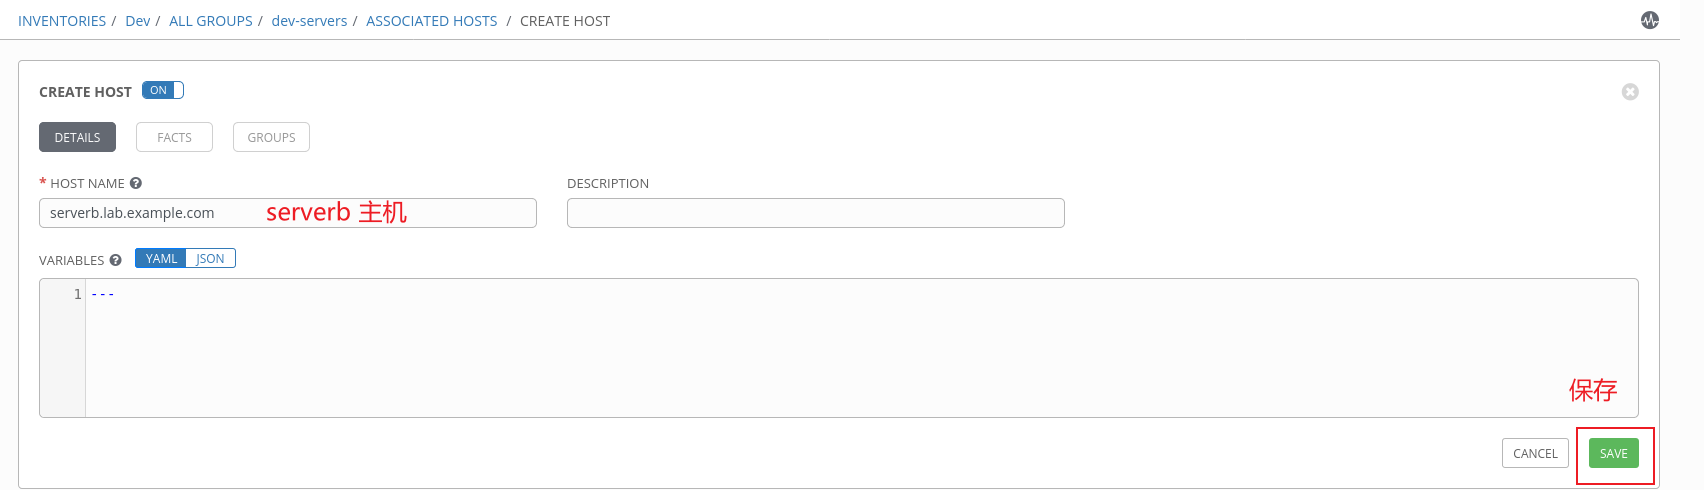 INVENTORIES / Dev / ALL GROUPS / dev-servers / ASSOCIATED HOSTS / CREATE HOST
CREATE HOST ON
DETAILS FACTS GROUPS
* HOST NAME ? DESCRIPTION
serverb.lab.example.com serverb 主机
VARIABLES ? YAML JSON
1 ---
保存
CANCEL SAVE